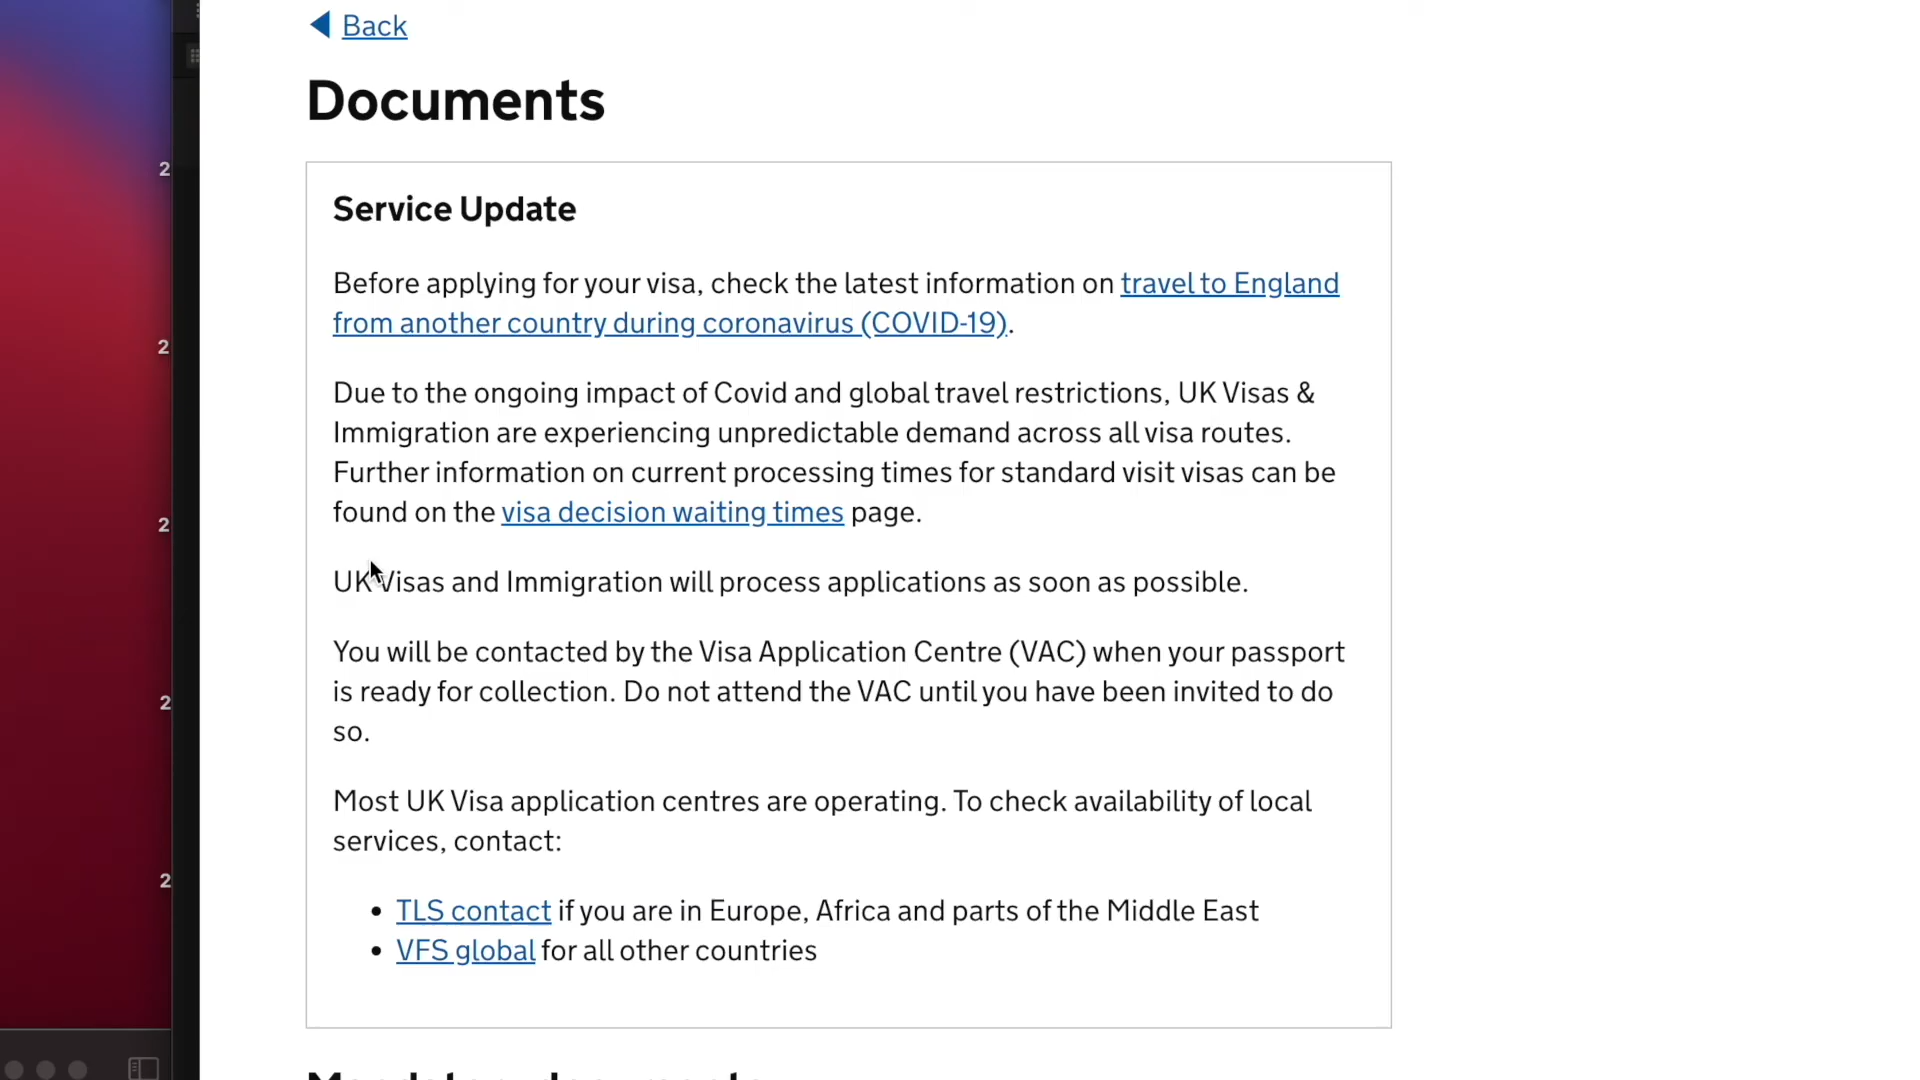 Back
Documents
Service Update
Before applying for your visa, check the latest information on travel to England
from another country during coronavirus (COVID-19).
Due to the ongoing impact of Covid and global travel restrictions, UK Visas &
Immigration are experiencing unpredictable demand across all visa routes.
Further information on current processing times for standard visit visas can be
found on the visa decision waiting times page.
UK Visas and Immigration will process applications as soon as possible.
You will be contacted by the Visa Application Centre (VAC) when your passport
is ready for collection. Do not attend the VAC until you have been invited to do
so.
Most UK Visa application centres are operating. To check availability of local
services, contact:
• TLS contact if you are in Europe, Africa and parts of the Middle East
• VFS global for all other countries
2
2
2
2
2